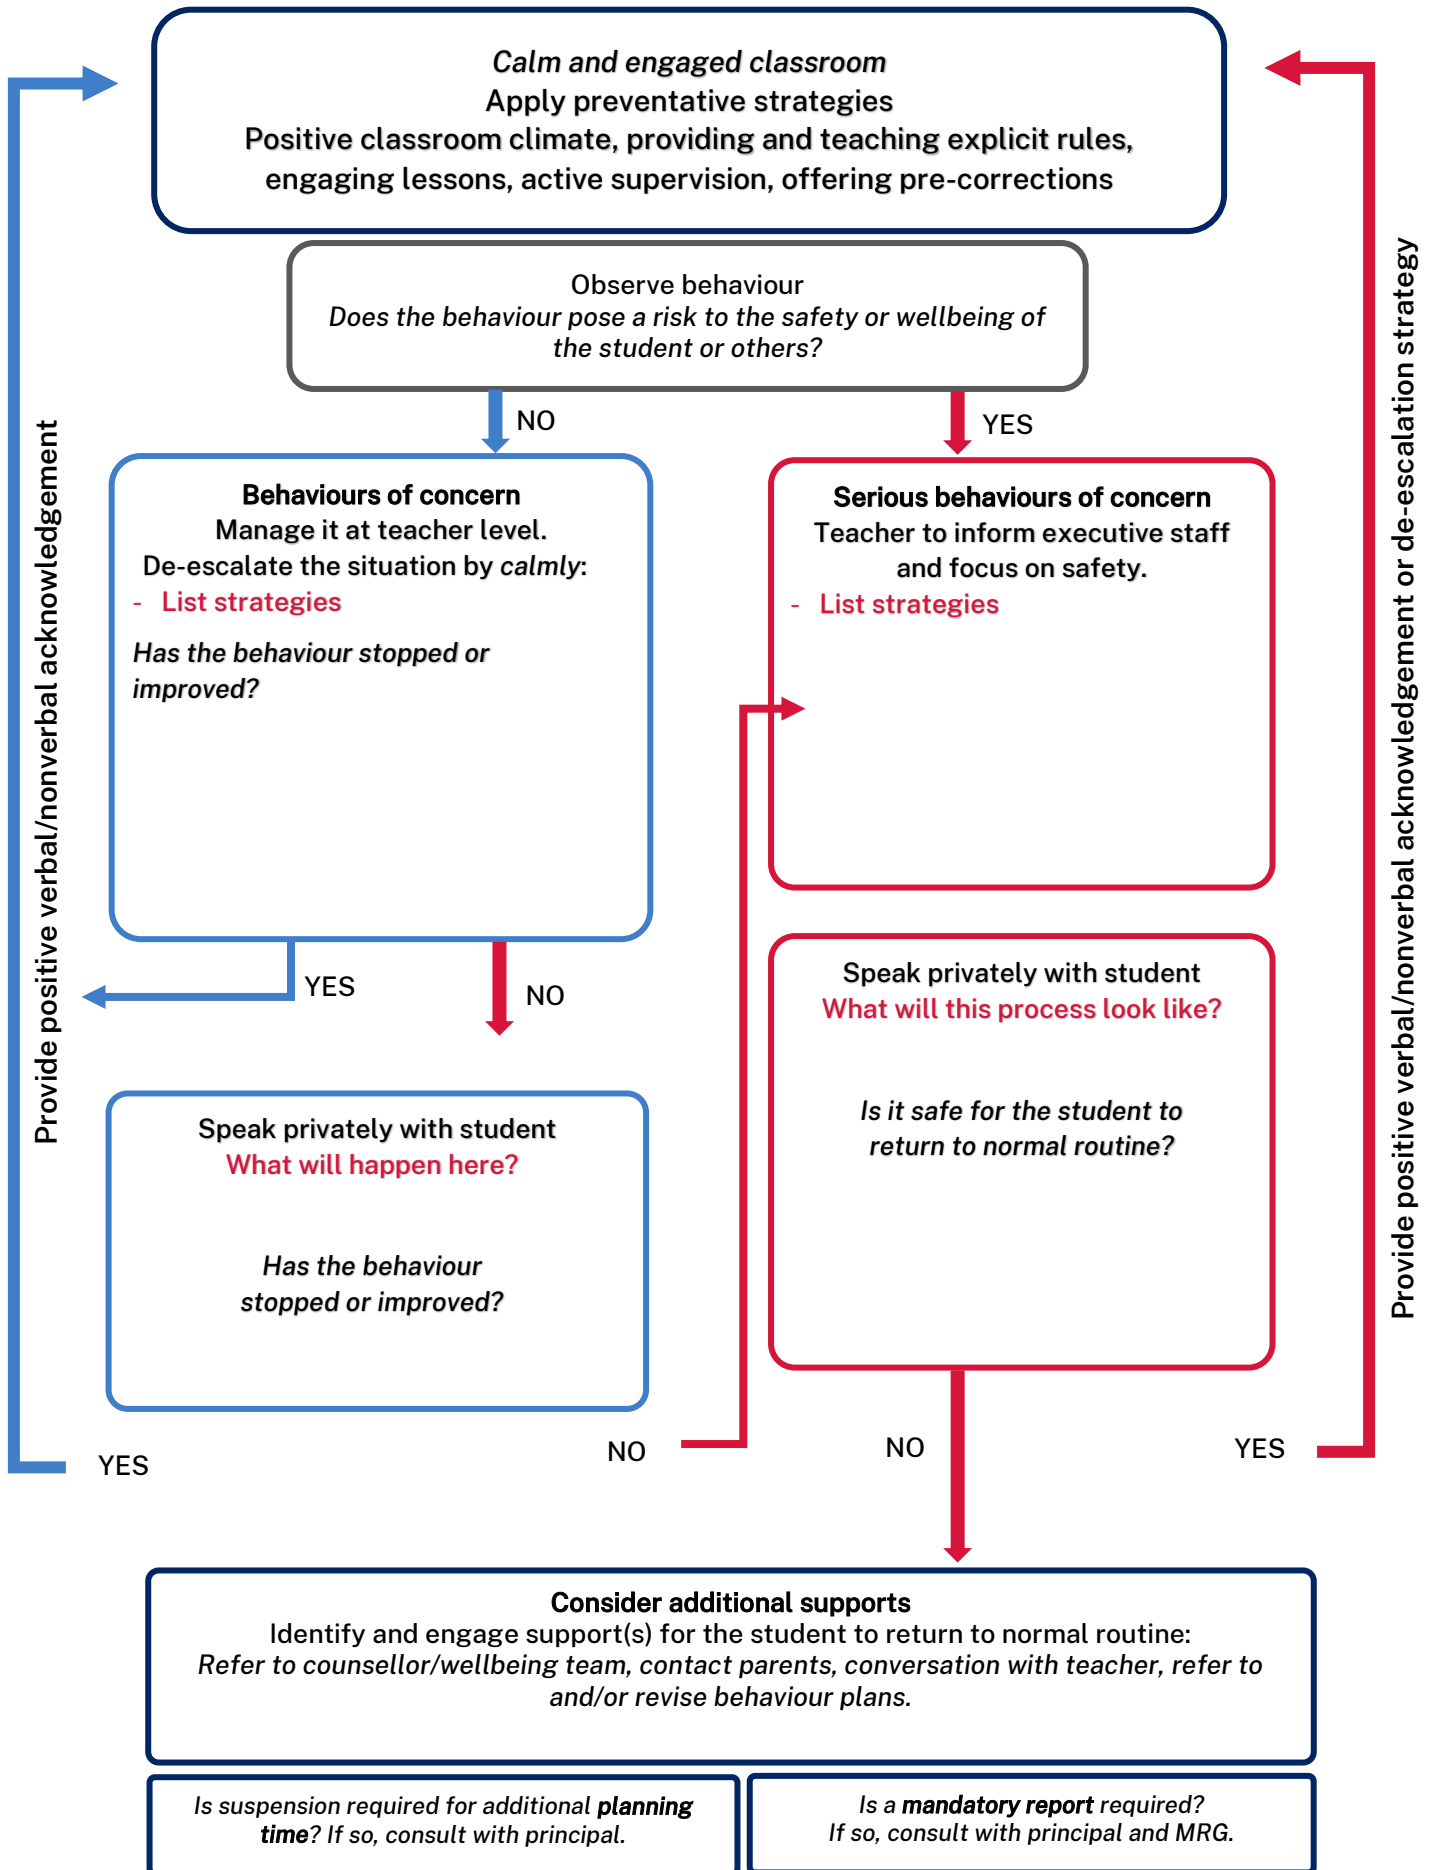 Calm and engaged classroom
Apply preventative strategies
Positive classroom climate, providing and teaching explicit rules,
engaging lessons, active supervision, offering pre-corrections
Observe behaviour
Does the behaviour pose a risk to the safety or wellbeing of
the student or others?
NO
YES
Behaviours of concern
Manage it at teacher level.
De-escalate the situation by calmly:
- List strategies
Has the behaviour stopped or
improved?
Serious behaviours of concern
Teacher to inform executive staff
and focus on safety.
- List strategies
YES
NO
Speak privately with student
What will happen here?
Has the behaviour
stopped or improved?
Speak privately with student
What will this process look like?
Is it safe for the student to
return to normal routine?
YES
NO
NO
YES
Provide positive verbal/nonverbal acknowledgement
Provide positive verbal/nonverbal acknowledgement or de-escalation strategy
Consider additional supports
Identify and engage support(s) for the student to return to normal routine:
Refer to counsellor/wellbeing team, contact parents, conversation with teacher, refer to
and/or revise behaviour plans.
Is suspension required for additional planning
time? If so, consult with principal.
Is a mandatory report required?
If so, consult with principal and MRG.